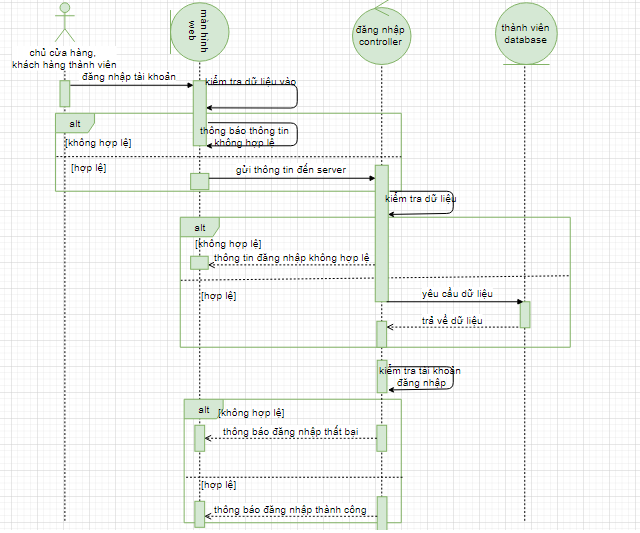 chủ cửa hàng,
khách hàng thành viên
màn hình
web
đăng nhập
controller
thành viên
database
đăng nhập tài khoản
kiểm tra dữ liệu vào
alt
[không hợp lệ]
thông báo thông tin
không hợp lệ
[hợp lệ]
gửi thông tin đến server
kiểm tra dữ liệu
alt
[không hợp lệ]
thông tin đăng nhập không hợp lệ
[hợp lệ]
yêu cầu dữ liệu
trả về dữ liệu
kiểm tra tài khoản
đăng nhập
alt
[không hợp lệ]
thông báo đăng nhập thất bại
[hợp lệ]
thông báo đăng nhập thành công